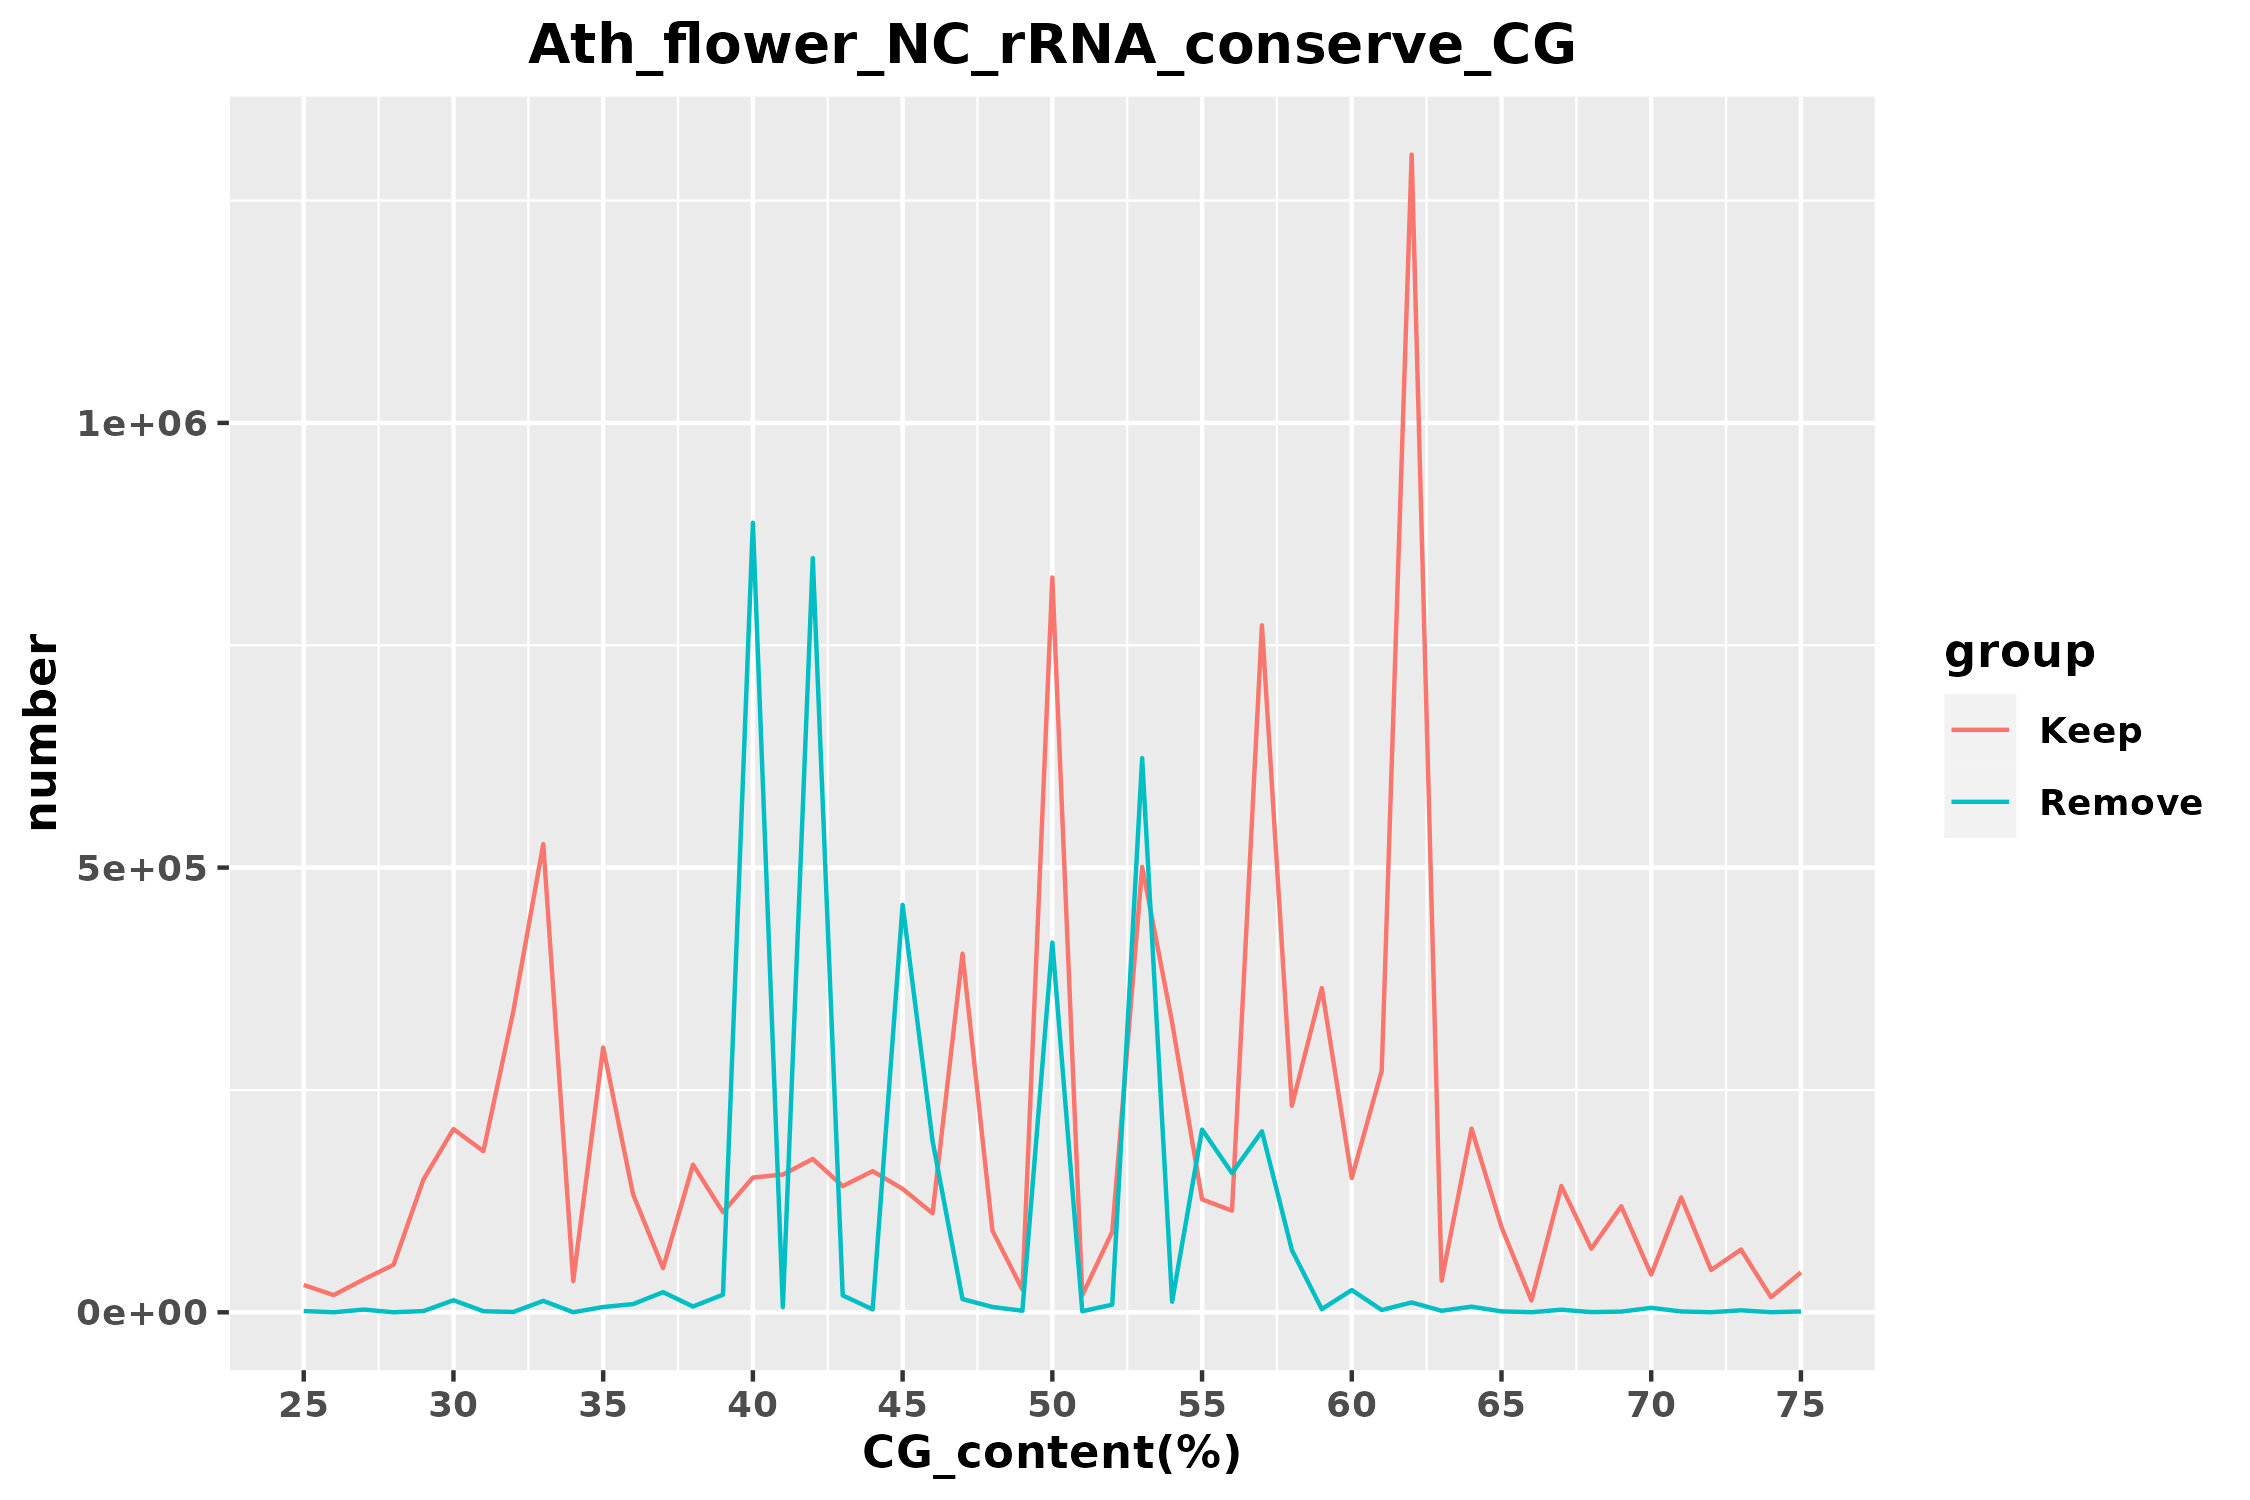 Ath_flower_NC_rRNA_conserve_CG
number
1e+06
5e+05
0e+00
25 30 35 40 45 50 55 60 65 70 75
CG_content(%)
group
Keep
Remove